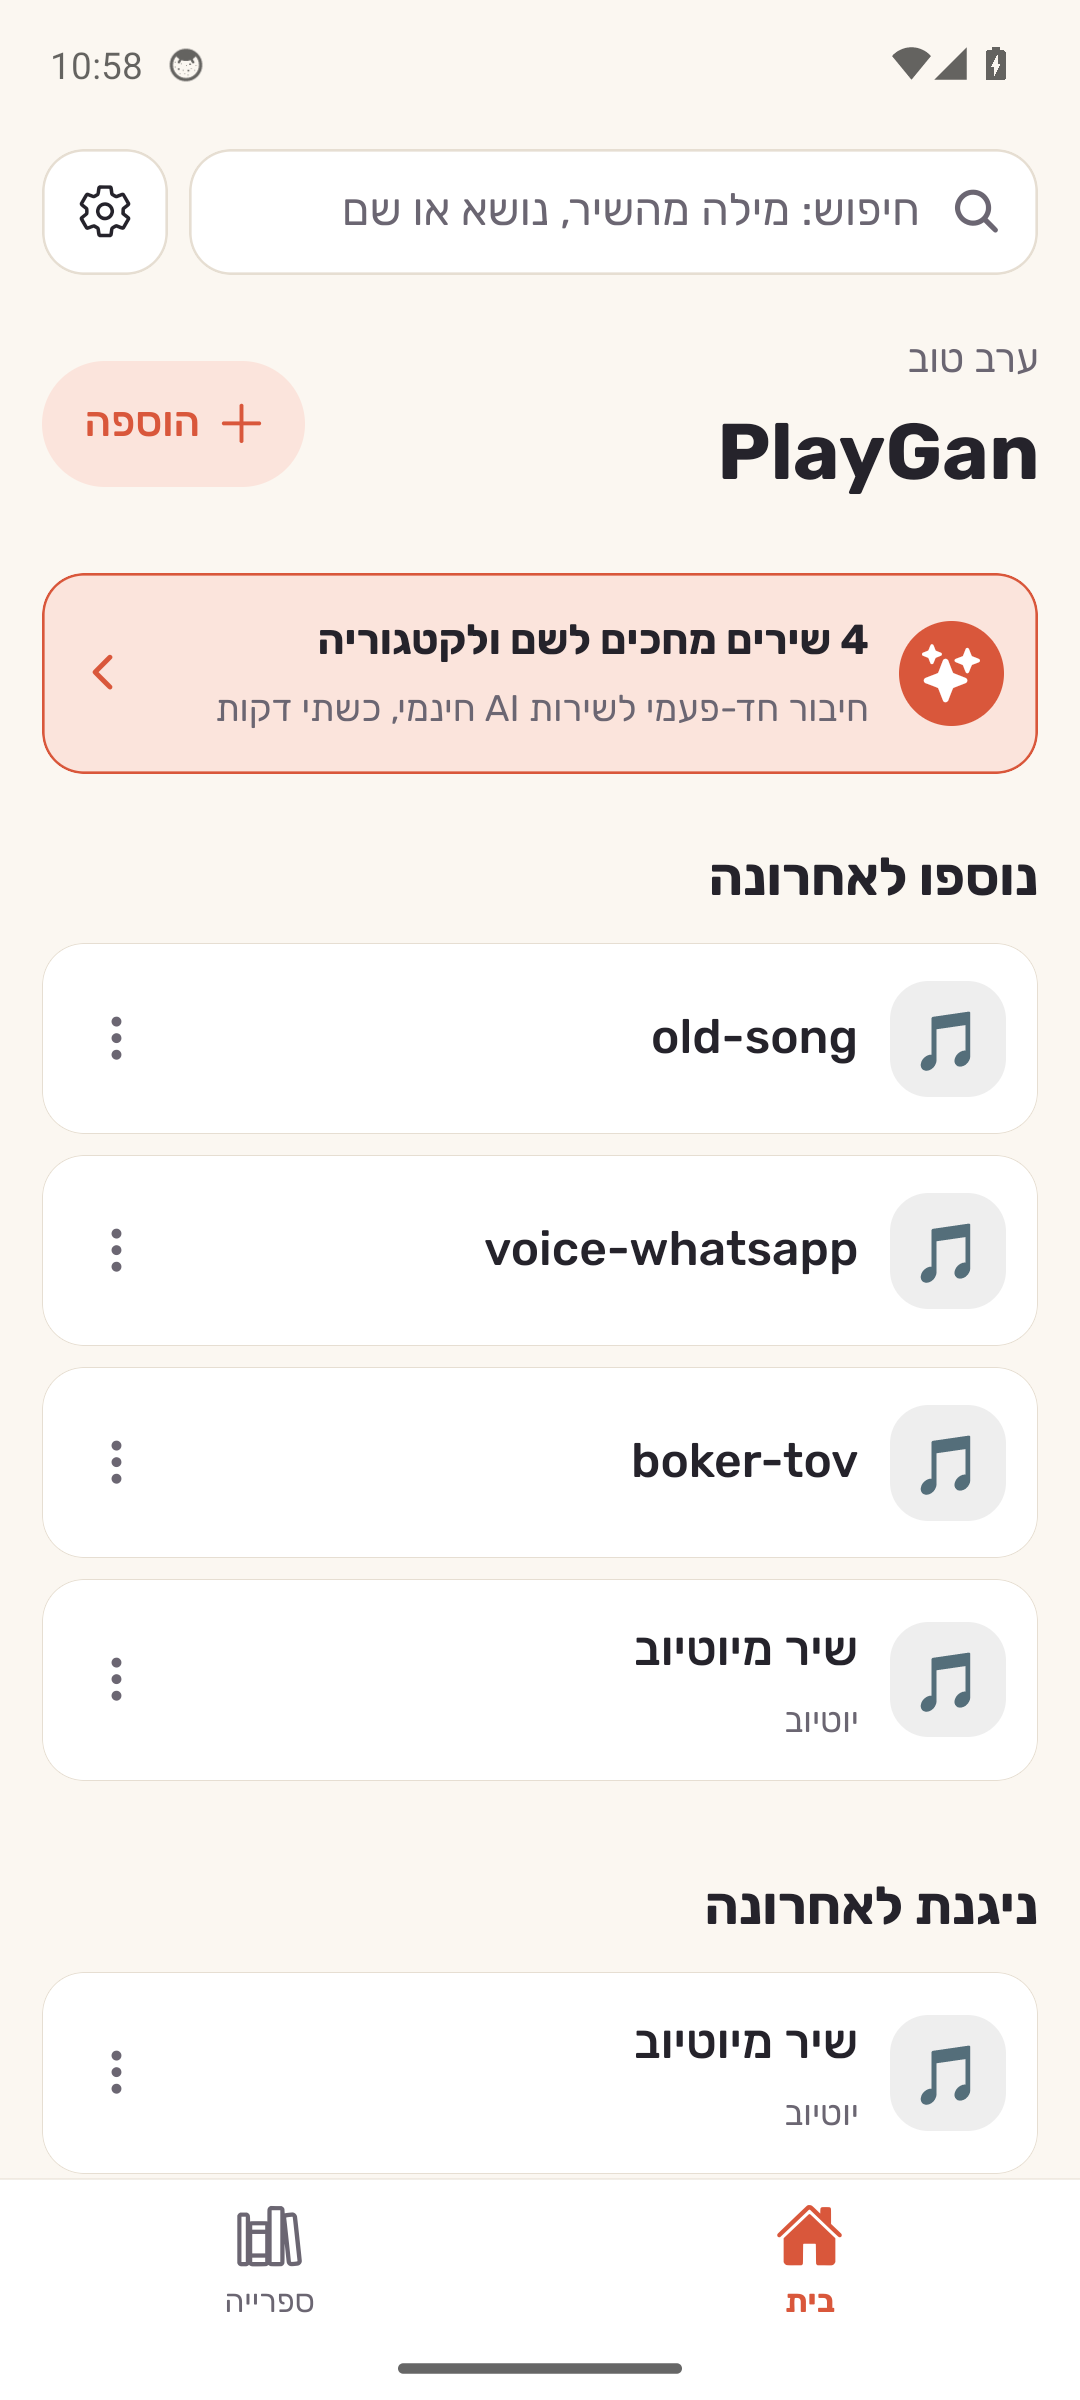 10:58
חיפוש: מילה מהשיר, נושא או שם
ערב טוב
PlayGan
הוספה
4 שירים מחכים לשם ולקטגוריה
חיבור חד-פעמי לשירות AI חינמי, כשתי דקות
נוספו לאחרונה
old-song
voice-whatsapp
boker-tov
שיר מיוטיוב
יוטיוב
ניגנת לאחרונה
שיר מיוטיוב
יוטיוב
בית
ספרייה